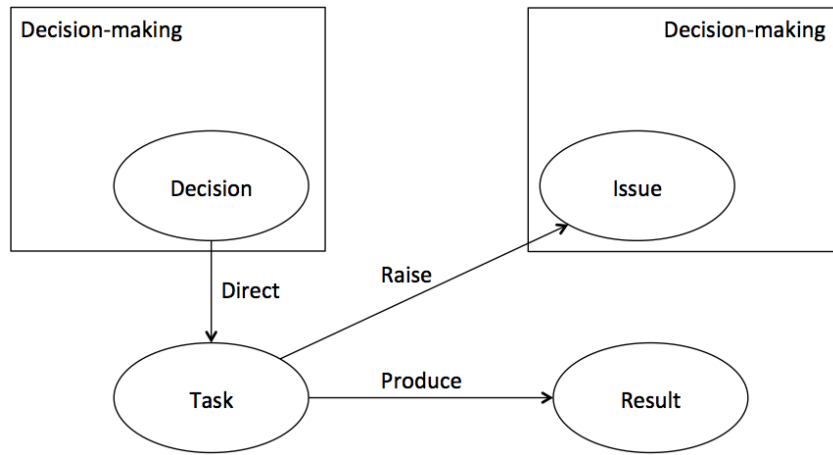 Decision-making
Decision-making
Decision
Issue
Raise
Direct
Produce
Task
Result